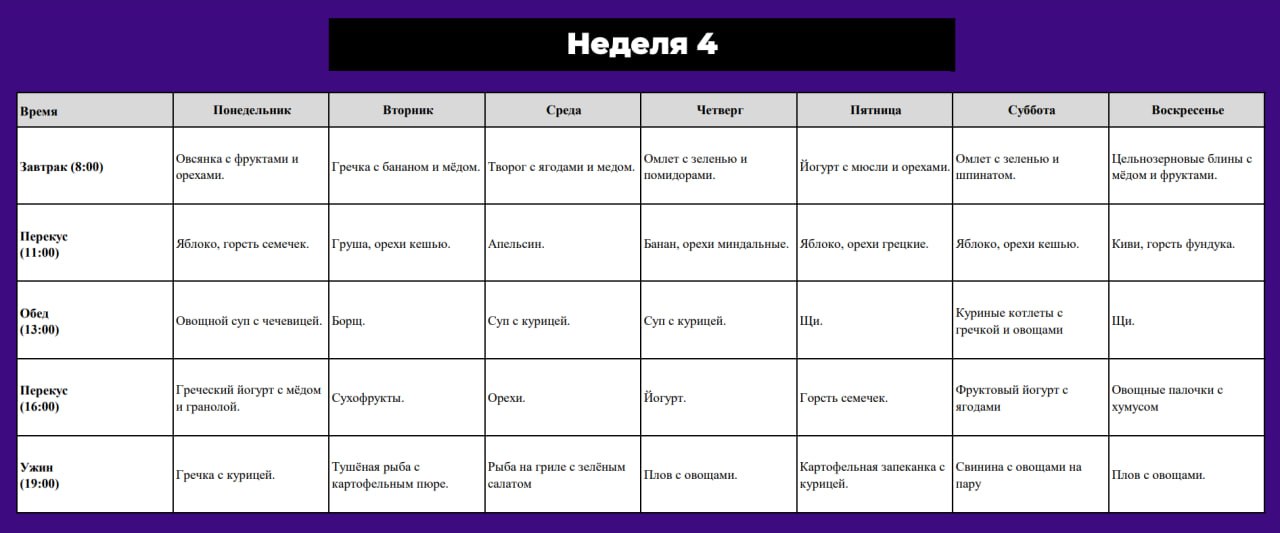 Неделя 4
Время
Понедельник
Вторник
Среда
Четверг
Пятница
Суббота
Воскресенье
Завтрак (8:00)
Овсянка с фруктами и
орехами.
Гречка с бананом и мёдом.
Творог с ягодами и медом.
Омлет с зеленью и
помидорами.
Йогурт с мюсли и орехами.
Омлет с зеленью и
шпинатом.
Цельнозерновые блины с
мёдом и фруктами.
Перекус
(11:00)
Яблоко, горсть семечек.
Груша, орехи кешью.
Апельсин.
Банан, орехи миндальные.
Яблоко, орехи грецкие.
Яблоко, орехи кешью.
Киви, горсть фундука.
Обед
(13:00)
Овощной суп с чечевицей.
Борщ.
Суп с курицей.
Суп с курицей.
Щи.
Куриные котлеты с
гречкой и овощами
Щи.
Перекус
(16:00)
Греческий йогурт с мёдом
и гранолой.
Сухофрукты.
Орехи.
Йогурт.
Горсть семечек.
Фруктовый йогурт с
ягодами
Овощные палочки с
хумусом
Ужин
(19:00)
Гречка с курицей.
Тушёная рыба с
картофельным пюре.
Рыба на гриле с зелёным
салатом
Плов с овощами.
Картофельная запеканка с
курицей.
Свинина с овощами на
пару
Плов с овощами.